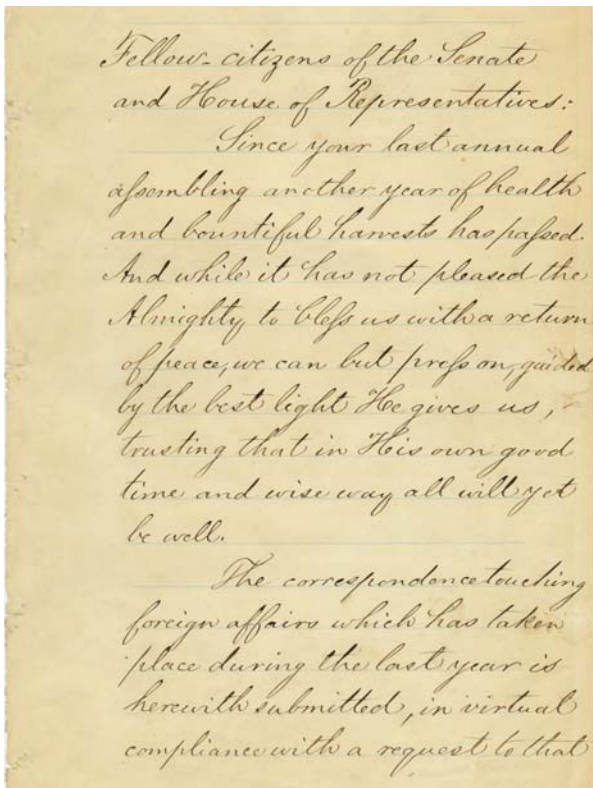 Fellow-citizens of the Senate
and House of Representatives:
Since your last annual
assembling another year of health
and bountiful harvests has passed.
And while it has not pleased the
Almighty to bless us with a return
of peace, we can but press on, guided
by the best light He gives us,
trusting that in His own good
time and wise way all will yet
be well.
The correspondence touching
foreign affairs which has taken
place during the last year is
herewith submitted, in virtual
compliance with a request to that